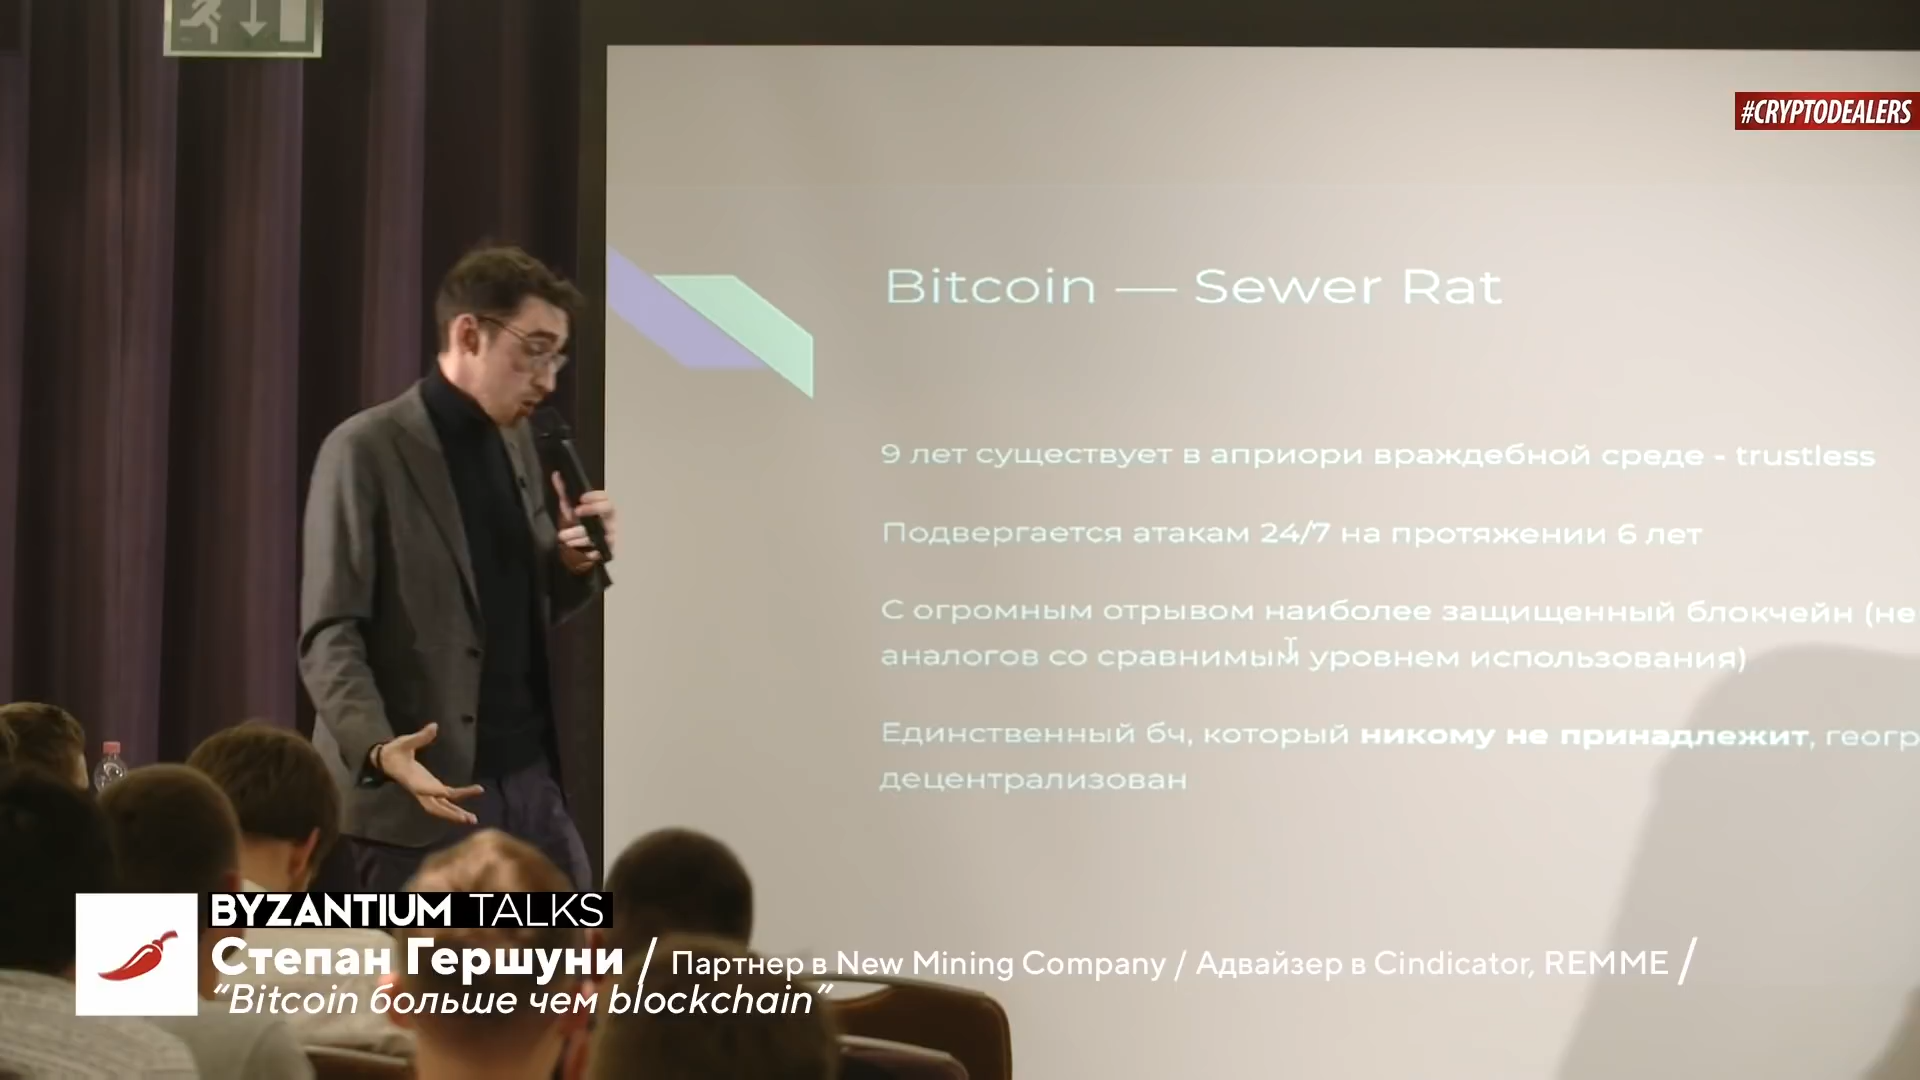 #CRYPTODEALERS
Bitcoin — Sewer Rat
9 лет существует в априори враждебной среде - trustless
Подвергается атакам 24/7 на протяжении 6 лет
С огромным отрывом наиболее защищенный блокчейн (не
аналогов со сравнимым уровнем использования)
Единственный бч, который никому не принадлежит, геогр
децентрализован
BYZANTIUM TALKS
Степан Гершуни / Партнер в New Mining Company / Адвайзер в Cindicator, REMME /
“Bitcoin больше чем blockchain”